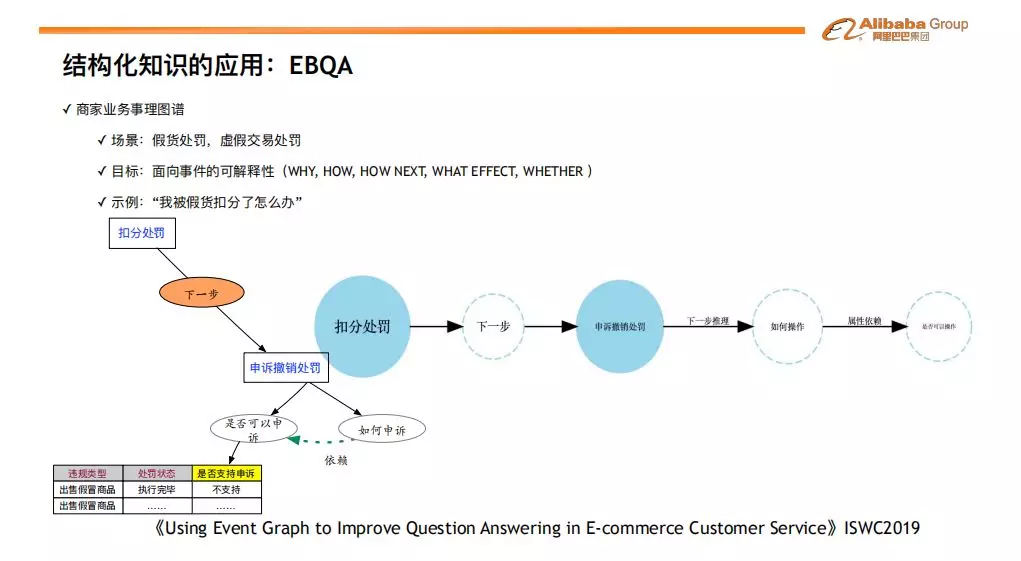 Alibaba Group
阿里巴巴集团
结构化知识的应用：EBQA
✓ 商家业务事理图谱
✓ 场景：假货处罚，虚假交易处罚
✓ 目标：面向事件的可解释性（WHY, HOW, HOW NEXT, WHAT EFFECT, WHETHER ）
✓ 示例：“我被假货扣分了怎么办”
扣分处罚
下一步
申诉撤销处罚
是否可以申
诉
如何申诉
依赖
扣分处罚
下一步
申诉撤销处罚
下一步推理
如何操作
属性依赖
是否可以操作
违规类型 处罚状态 是否支持申诉
出售假冒商品 执行完毕 不支持
出售假冒商品 …… ……
《Using Event Graph to Improve Question Answering in E-commerce Customer Service》ISWC2019